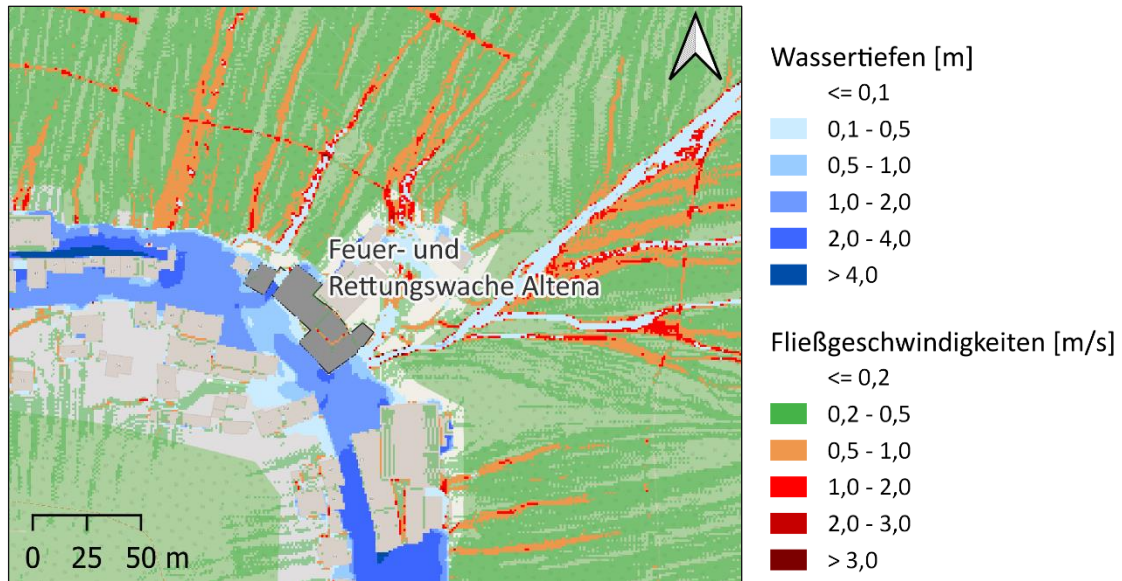 Feuer- und
Rettungswache Altena
0 25 50 m
Wassertiefen [m]
<= 0,1
0,1 - 0,5
0,5 - 1,0
1,0 - 2,0
2,0 - 4,0
> 4,0
Fließgeschwindigkeiten [m/s]
<= 0,2
0,2 - 0,5
0,5 - 1,0
1,0 - 2,0
2,0 - 3,0
> 3,0